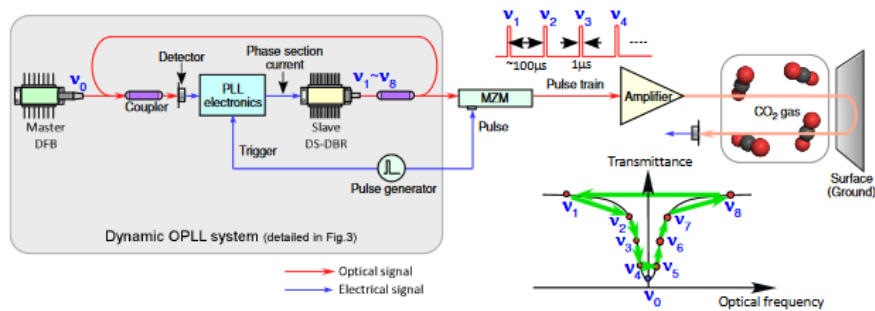 ν1 ν2 ν3 ν4
~100µs 1µs
Detector
Phase section
current
ν0
ν1~ν8
PLL
electronics
Coupler
Master
DFB
Slave
DS-DBR
MZM
Pulse train
Amplifier
CO2 gas
Pulse
Trigger
Pulse generator
Surface
(Ground)
Dynamic OPLL system (detailed in Fig.3)
Optical signal
Electrical signal
Transmittance
ν1
ν2
ν3
ν4
ν5
ν6
ν7
ν8
ν0
Optical frequency